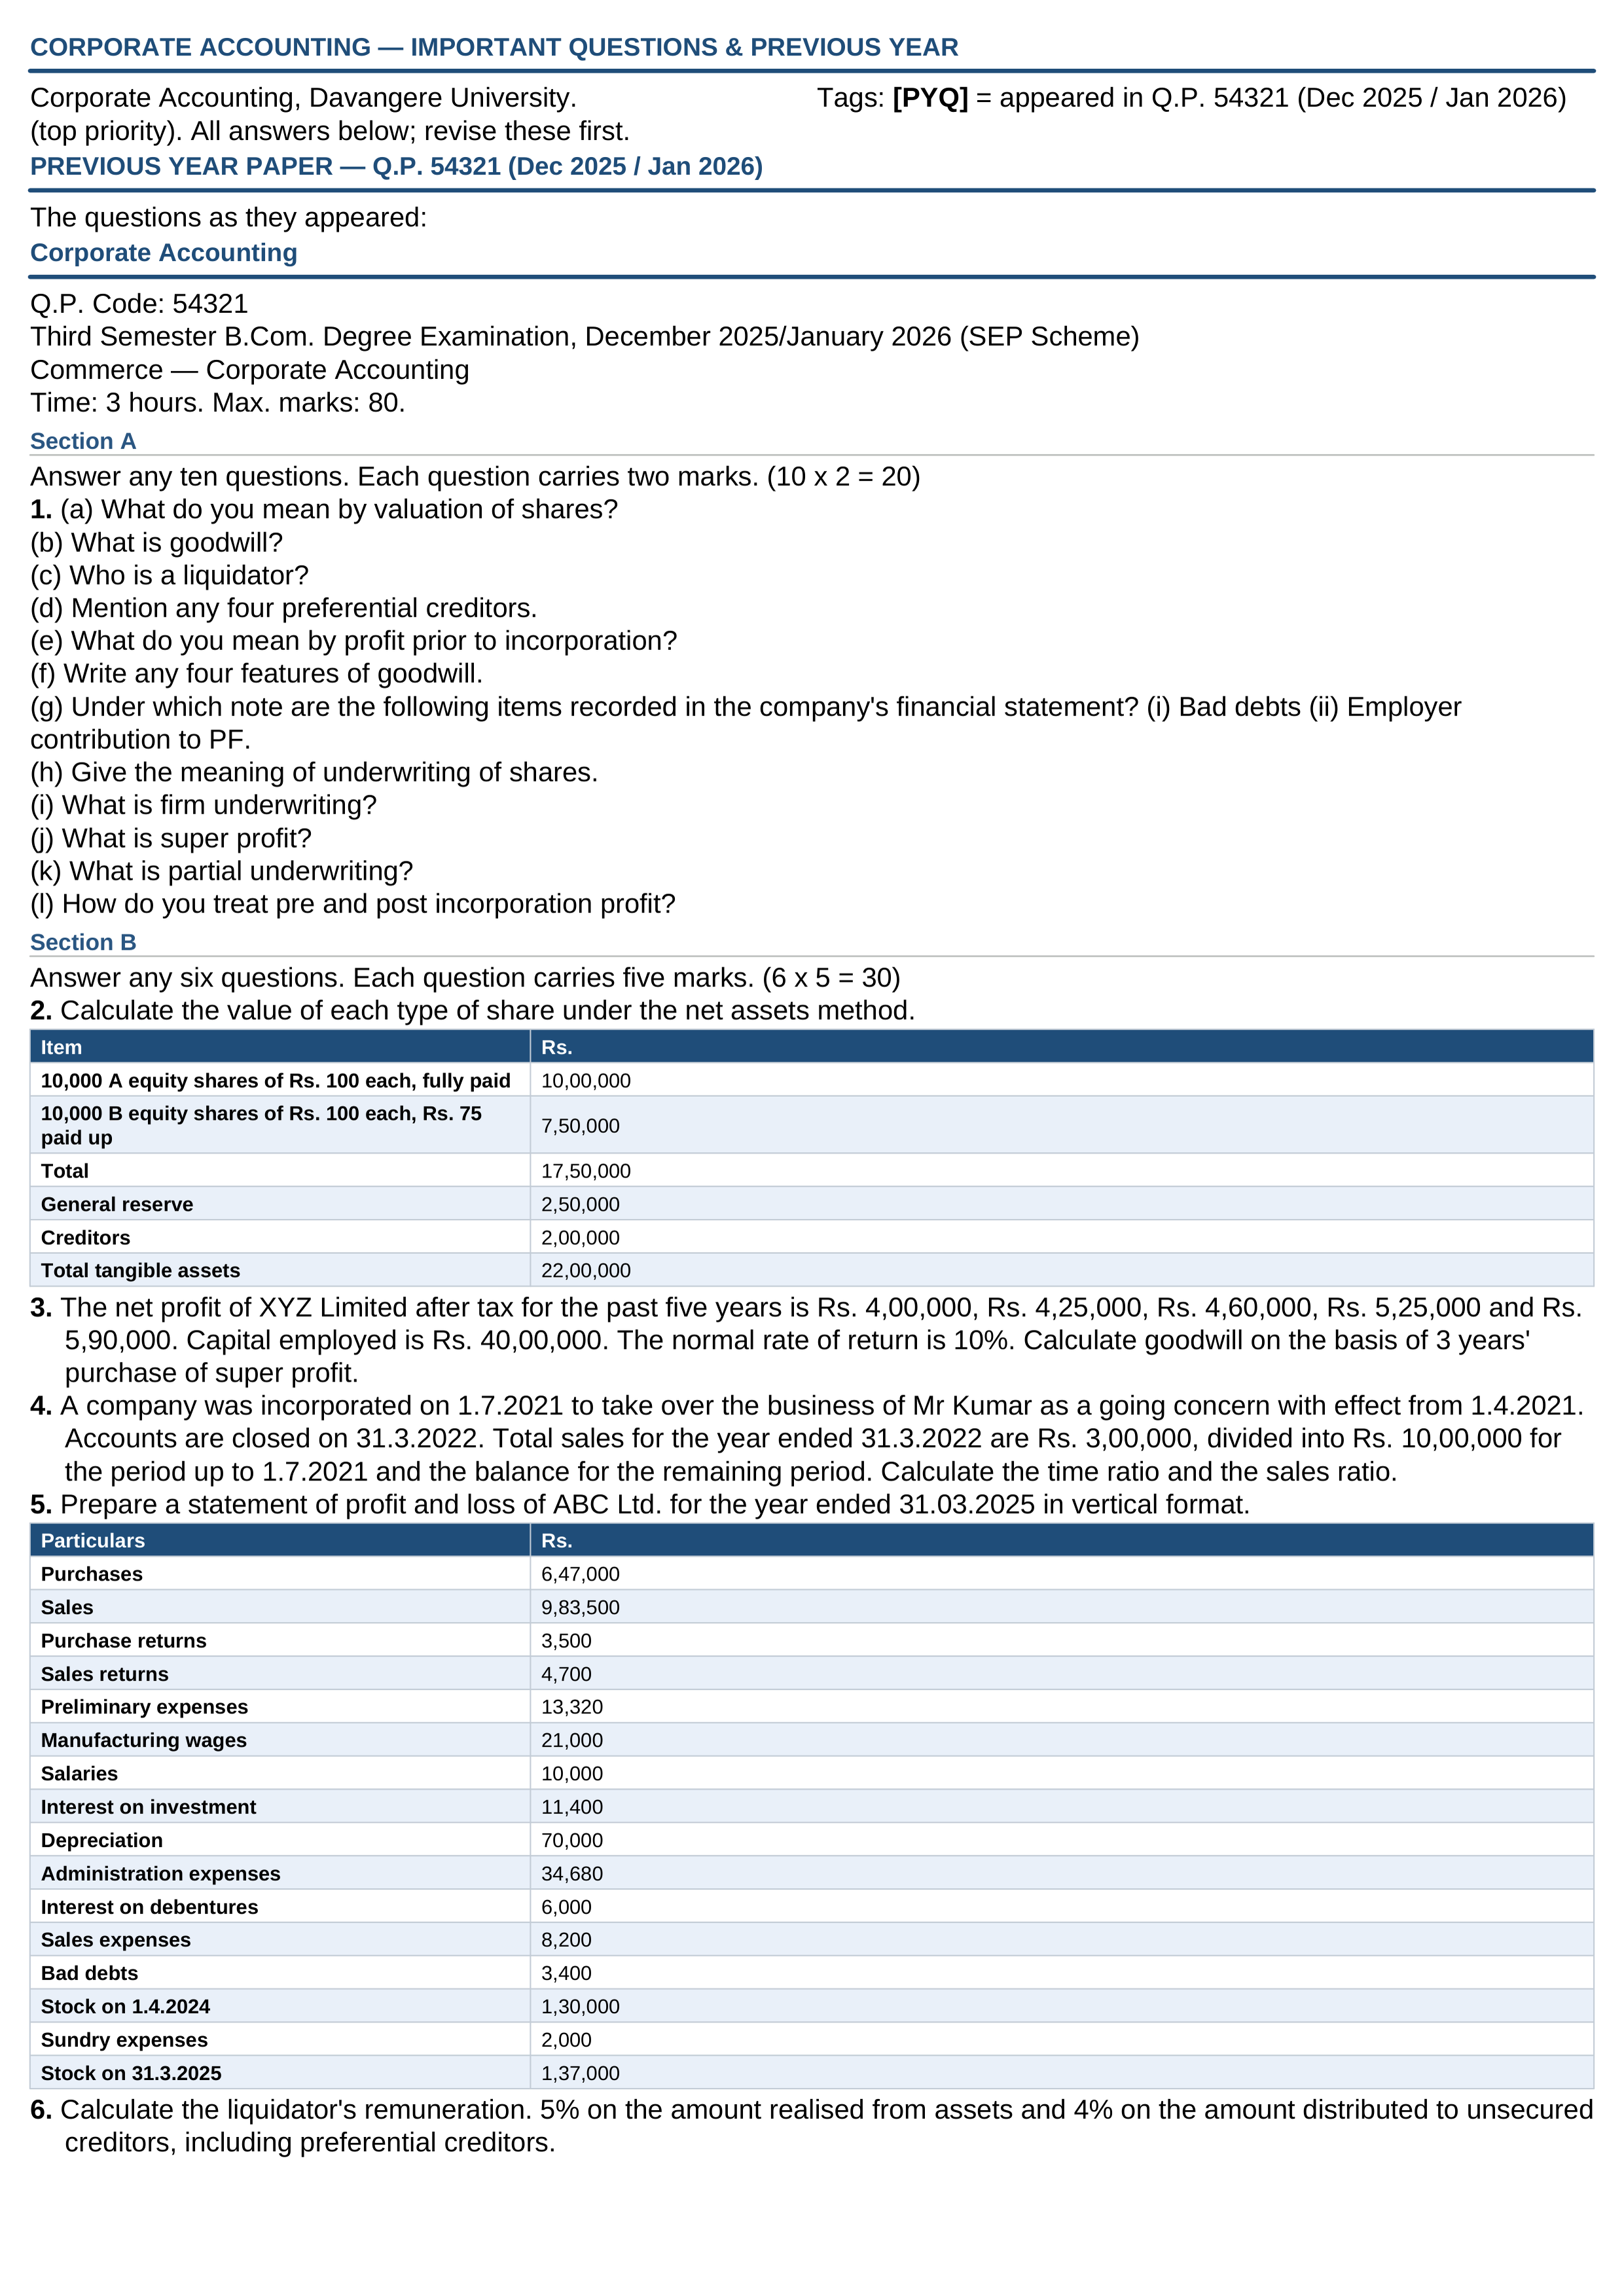 CORPORATE ACCOUNTING — IMPORTANT QUESTIONS & PREVIOUS YEAR
Corporate Accounting, Davangere University. Tags: [PYQ] = appeared in Q.P. 54321 (Dec 2025 / Jan 2026)
(top priority). All answers below; revise these first.
PREVIOUS YEAR PAPER — Q.P. 54321 (Dec 2025 / Jan 2026)
The questions as they appeared:
Corporate Accounting
Q.P. Code: 54321
Third Semester B.Com. Degree Examination, December 2025/January 2026 (SEP Scheme)
Commerce — Corporate Accounting
Time: 3 hours. Max. marks: 80.
Section A
Answer any ten questions. Each question carries two marks. (10 x 2 = 20)
1. (a) What do you mean by valuation of shares?
(b) What is goodwill?
(c) Who is a liquidator?
(d) Mention any four preferential creditors.
(e) What do you mean by profit prior to incorporation?
(f) Write any four features of goodwill.
(g) Under which note are the following items recorded in the company's financial statement? (i) Bad debts (ii) Employer
contribution to PF.
(h) Give the meaning of underwriting of shares.
(i) What is firm underwriting?
(j) What is super profit?
(k) What is partial underwriting?
(l) How do you treat pre and post incorporation profit?
Section B
Answer any six questions. Each question carries five marks. (6 x 5 = 30)
2. Calculate the value of each type of share under the net assets method.
Item Rs.
10,000 A equity shares of Rs. 100 each, fully paid 10,00,000
10,000 B equity shares of Rs. 100 each, Rs. 75
paid up 7,50,000
Total 17,50,000
General reserve 2,50,000
Creditors 2,00,000
Total tangible assets 22,00,000
3. The net profit of XYZ Limited after tax for the past five years is Rs. 4,00,000, Rs. 4,25,000, Rs. 4,60,000, Rs. 5,25,000 and Rs.
5,90,000. Capital employed is Rs. 40,00,000. The normal rate of return is 10%. Calculate goodwill on the basis of 3 years'
purchase of super profit.
4. A company was incorporated on 1.7.2021 to take over the business of Mr Kumar as a going concern with effect from 1.4.2021.
Accounts are closed on 31.3.2022. Total sales for the year ended 31.3.2022 are Rs. 3,00,000, divided into Rs. 10,00,000 for
the period up to 1.7.2021 and the balance for the remaining period. Calculate the time ratio and the sales ratio.
5. Prepare a statement of profit and loss of ABC Ltd. for the year ended 31.03.2025 in vertical format.
Particulars Rs.
Purchases 6,47,000
Sales 9,83,500
Purchase returns 3,500
Sales returns 4,700
Preliminary expenses 13,320
Manufacturing wages 21,000
Salaries 10,000
Interest on investment 11,400
Depreciation 70,000
Administration expenses 34,680
Interest on debentures 6,000
Sales expenses 8,200
Bad debts 3,400
Stock on 1.4.2024 1,30,000
Sundry expenses 2,000
Stock on 31.3.2025 1,37,000
6. Calculate the liquidator's remuneration. 5% on the amount realised from assets and 4% on the amount distributed to unsecured
creditors, including preferential creditors.